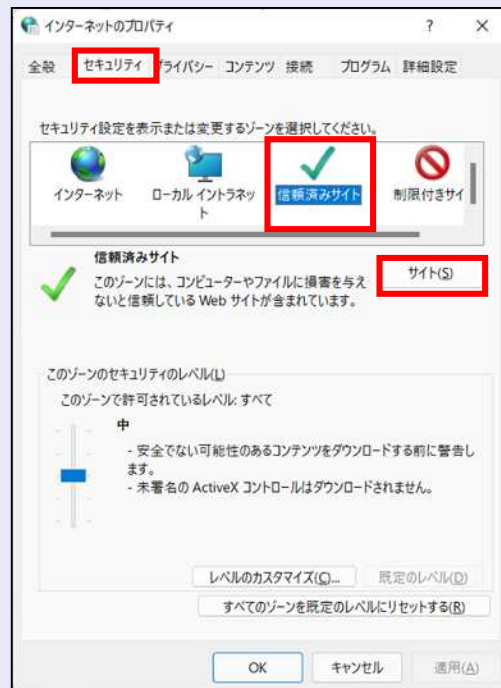 インターネットのプロパティ ? ×
全般 セキュリティ プライバシー コンテンツ 接続 プログラム 詳細設定
セキュリティ設定を表示または変更するゾーンを選択してください。
インターネット ローカル イントラネッ 信頼済みサイト 制限付きサイ
ト
信頼済みサイト
サイト(S)
このゾーンには、コンピューターやファイルに損害を与え
ないと信頼している Web サイトが含まれています。
このゾーンのセキュリティのレベル(L)
このゾーンで許可されているレベル: すべて
中
- 安全でない可能性のあるコンテンツをダウンロードする前に警告し
ます。
- 未署名の ActiveX コントロールはダウンロードされません。
レベルのカスタマイズ(C)... 既定のレベル(D)
すべてのゾーンを既定のレベルにリセットする(R)
OK キャンセル 適用(A)